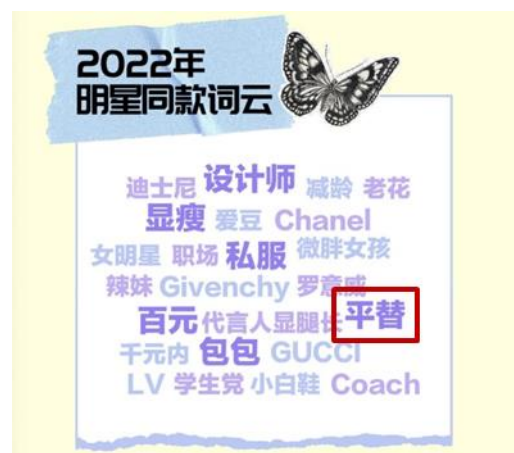 2022年
明星同款词云
迪士尼 设计师 减龄 老花
显瘦 爱豆 Chanel
女明星 职场 私服 微胖女孩
辣妹 Givenchy 罗意威
百元 代言人 显腿长 平替
千元内 包包 GUCCI
LV 学生党 小白鞋 Coach